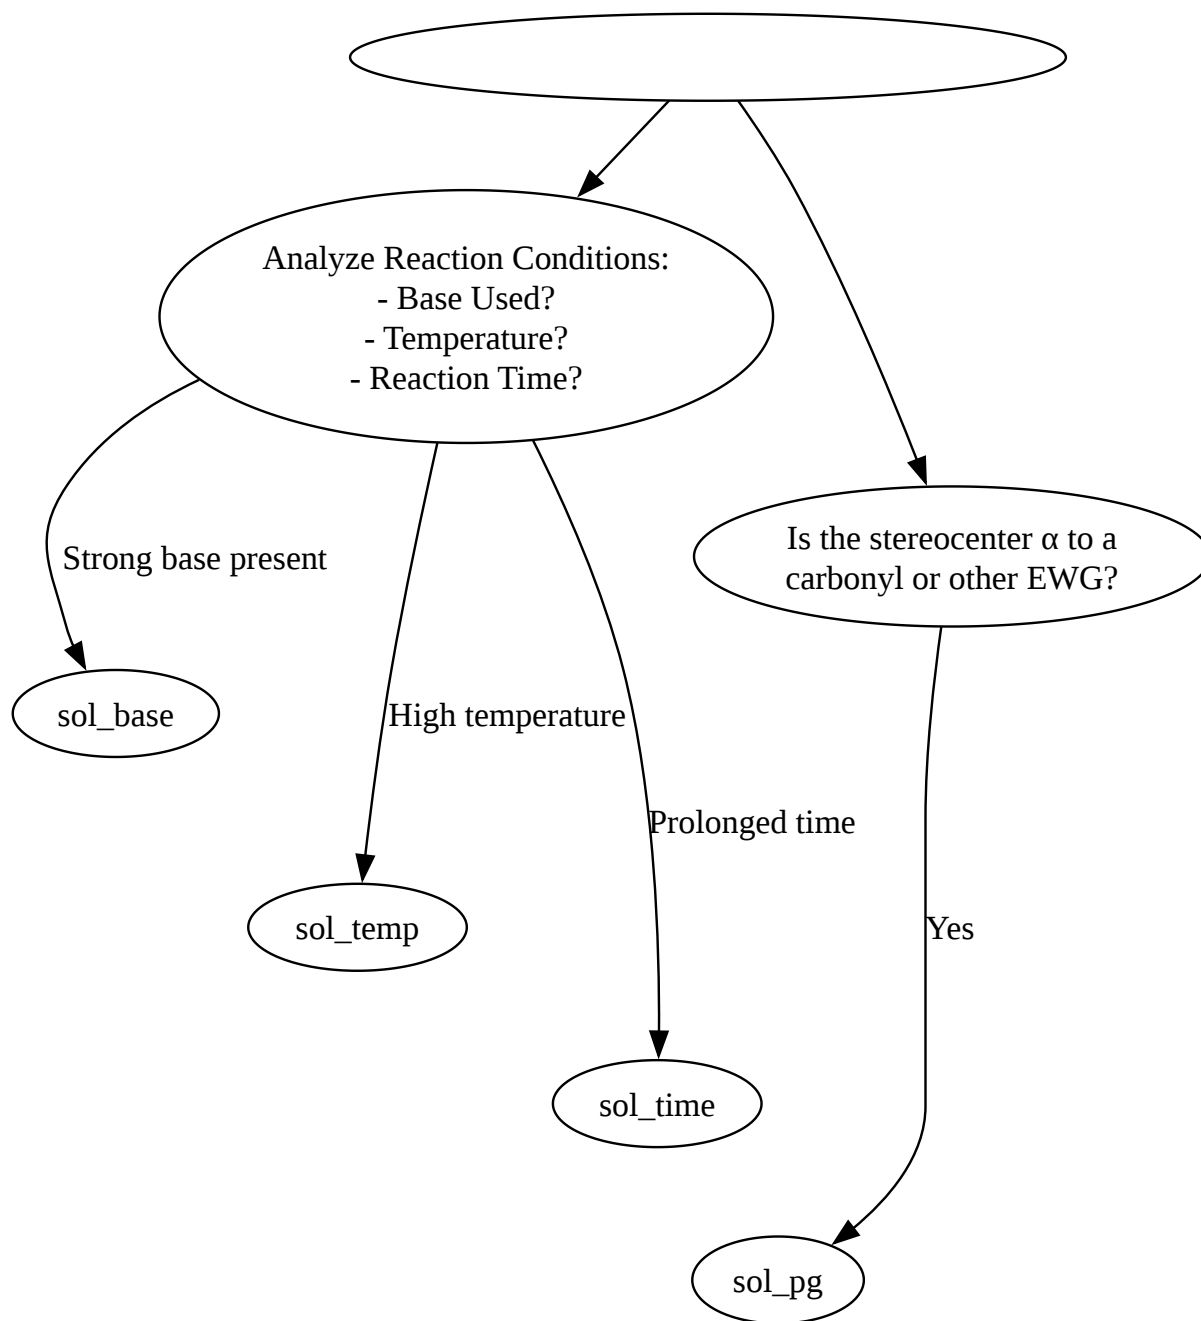 Analyze Reaction Conditions:
- Base Used?
- Temperature?
- Reaction Time?
Is the stereocenter α to a
carbonyl or other EWG?
Strong base present
sol_base
High temperature
Prolonged time
sol_temp
Yes
sol_time
sol_pg